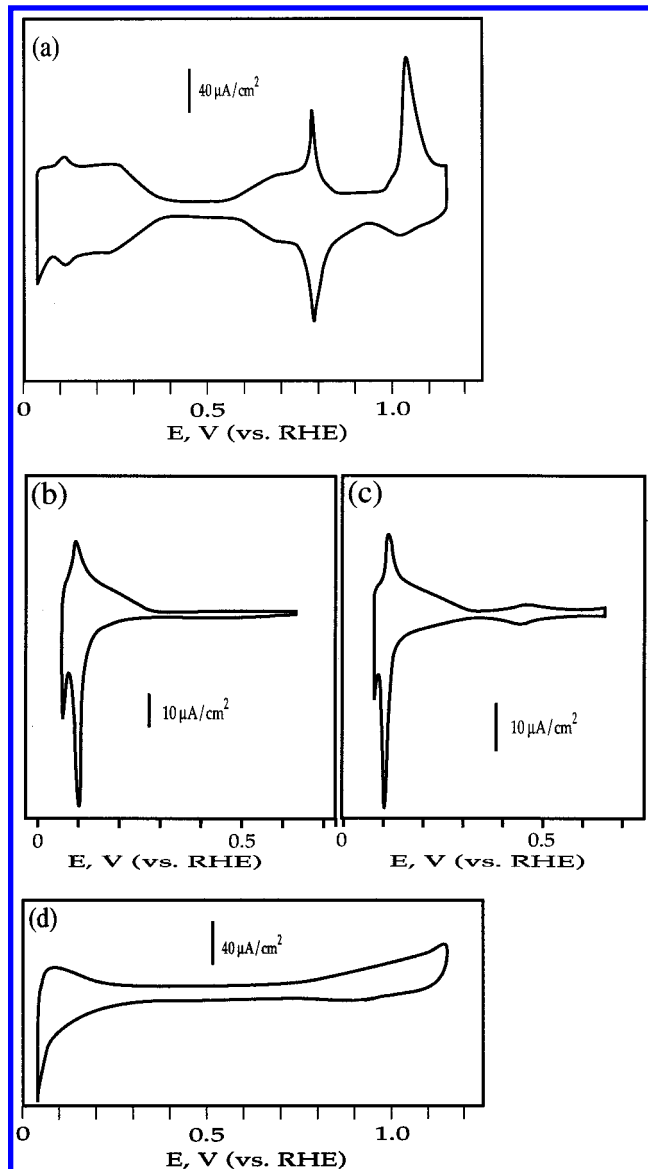 (a)
40 μA/cm²
0 0.5 1.0
E, V (vs. RHE)
(b)
10 μA/cm²
0 0.5
E, V (vs. RHE)
(c)
10 μA/cm²
0 0.5
E, V (vs. RHE)
(d)
40 μA/cm²
0 0.5 1.0
E, V (vs. RHE)